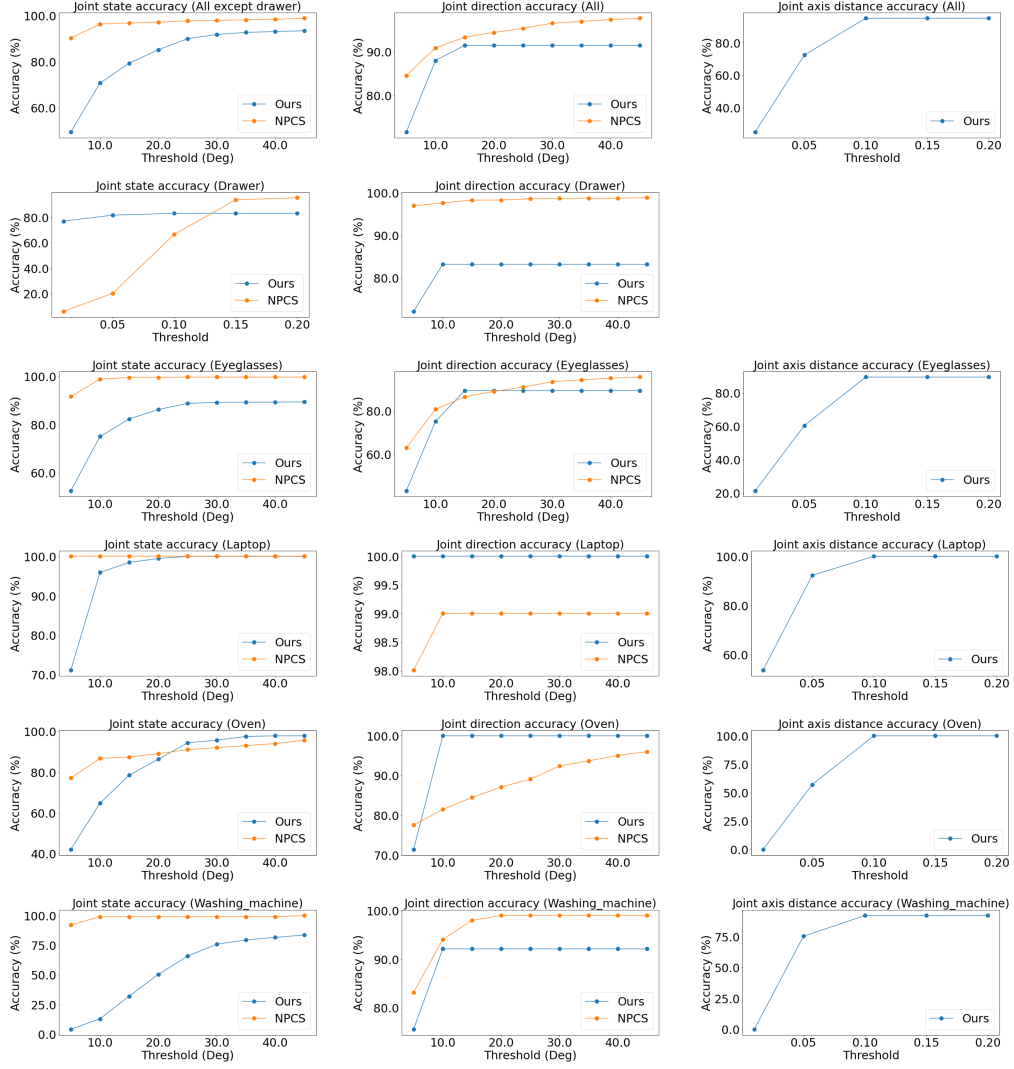 Joint state accuracy (All except drawer)
Accuracy (%)
100.0
80.0
60.0
10.0 20.0 30.0 40.0
Threshold (Deg)
Ours
NPCS
Joint direction accuracy (All)
Accuracy (%)
90.0
80.0
10.0 20.0 30.0 40.0
Threshold (Deg)
Ours
NPCS
Joint axis distance accuracy (All)
Accuracy (%)
80.0
60.0
40.0
0.05 0.10 0.15 0.20
Threshold
Ours
Joint state accuracy (Drawer)
Accuracy (%)
80.0
60.0
40.0
20.0
0.05 0.10 0.15 0.20
Threshold
Ours
NPCS
Joint direction accuracy (Drawer)
Accuracy (%)
100.0
90.0
80.0
10.0 20.0 30.0 40.0
Threshold (Deg)
Ours
NPCS
Joint state accuracy (Eyeglasses)
Accuracy (%)
100.0
80.0
60.0
10.0 20.0 30.0 40.0
Threshold (Deg)
Ours
NPCS
Joint direction accuracy (Eyeglasses)
Accuracy (%)
80.0
60.0
10.0 20.0 30.0 40.0
Threshold (Deg)
Ours
NPCS
Joint axis distance accuracy (Eyeglasses)
Accuracy (%)
80.0
60.0
40.0
20.0
0.05 0.10 0.15 0.20
Threshold
Ours
Joint state accuracy (Laptop)
Accuracy (%)
100.0
90.0
80.0
70.0
10.0 20.0 30.0 40.0
Threshold (Deg)
Ours
NPCS
Joint direction accuracy (Laptop)
Accuracy (%)
100.0
99.5
99.0
98.5
98.0
10.0 20.0 30.0 40.0
Threshold (Deg)
Ours
NPCS
Joint axis distance accuracy (Laptop)
Accuracy (%)
100.0
80.0
60.0
0.05 0.10 0.15 0.20
Threshold
Ours
Joint state accuracy (Oven)
Accuracy (%)
100.0
80.0
60.0
40.0
10.0 20.0 30.0 40.0
Threshold (Deg)
Ours
NPCS
Joint direction accuracy (Oven)
Accuracy (%)
100.0
90.0
80.0
70.0
10.0 20.0 30.0 40.0
Threshold (Deg)
Ours
NPCS
Joint axis distance accuracy (Oven)
Accuracy (%)
100.0
75.0
50.0
25.0
0.0
0.05 0.10 0.15 0.20
Threshold
Ours
Joint state accuracy (Washing_machine)
Accuracy (%)
100.0
75.0
50.0
25.0
0.0
10.0 20.0 30.0 40.0
Threshold (Deg)
Ours
NPCS
Joint direction accuracy (Washing_machine)
Accuracy (%)
100.0
90.0
80.0
10.0 20.0 30.0 40.0
Threshold (Deg)
Ours
NPCS
Joint axis distance accuracy (Washing_machine)
Accuracy (%)
75.0
50.0
25.0
0.0
0.05 0.10 0.15 0.20
Threshold
Ours